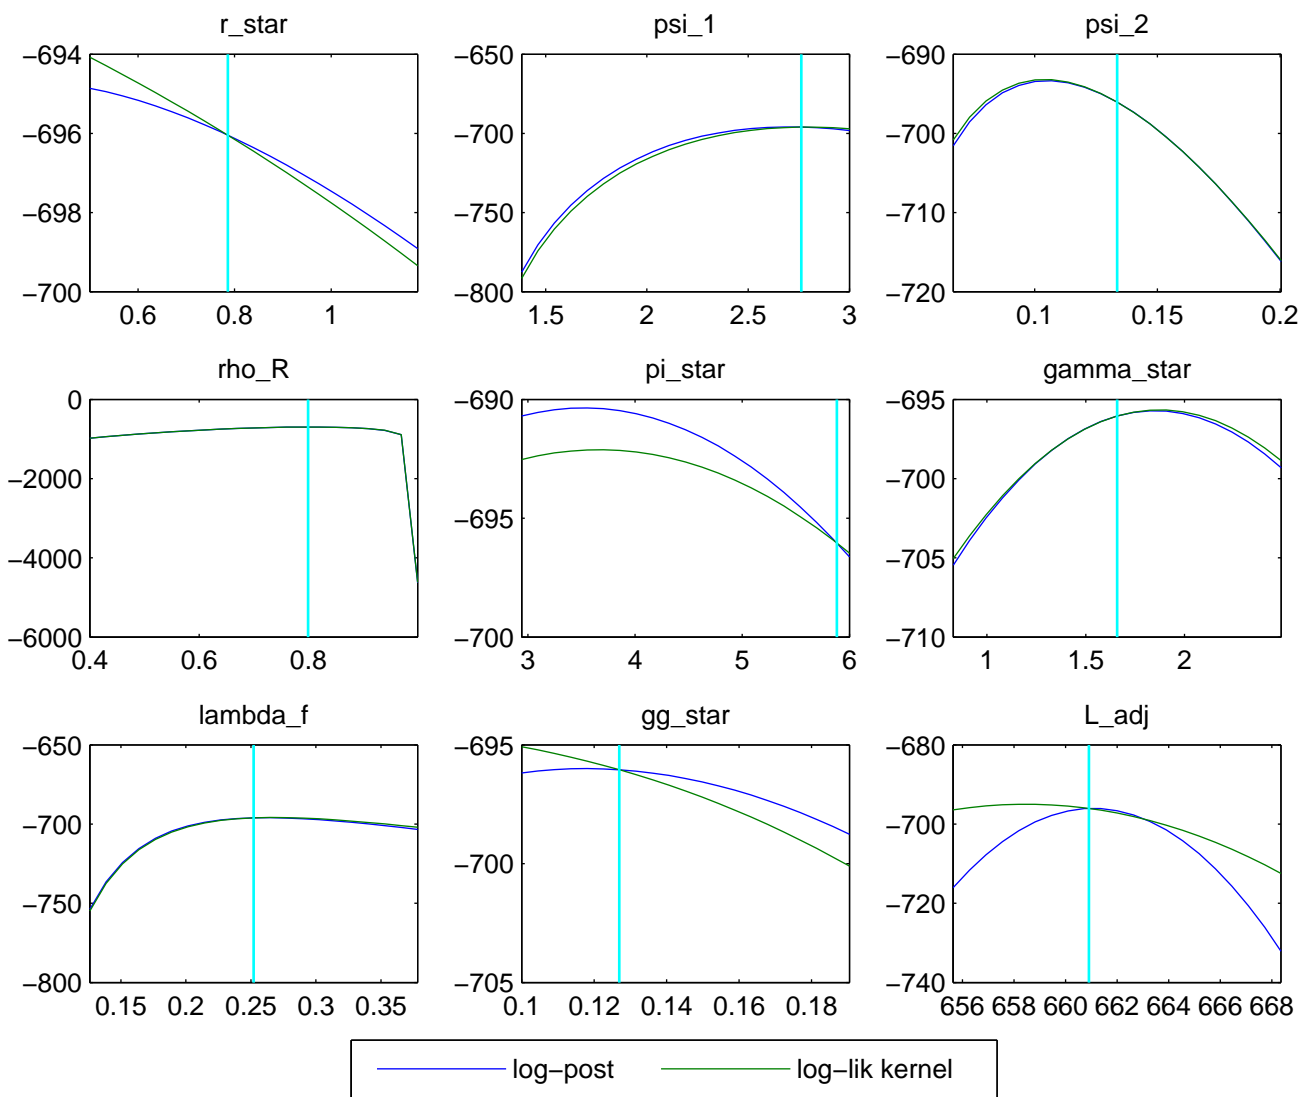 r_star psi_1 psi_2
−694 −650 −690
−696 −700 −700
−698 −750 −710
−700 −800 −720
0.6 0.8 1 1.5 2 2.5 3 0.1 0.15 0.2
rho_R pi_star gamma_star
0 −690 −695
−2000 −695 −700
−4000 −705
−6000 −700 −710
0.4 0.6 0.8 3 4 5 6 1 1.5 2
lambda_f gg_star L_adj
−650 −695 −680
−700 −700 −700
−750 −720
−800 −705 −740
0.15 0.2 0.25 0.3 0.35 0.1 0.12 0.14 0.16 0.18 656 658 660 662 664 666 668
log−post log−lik kernel